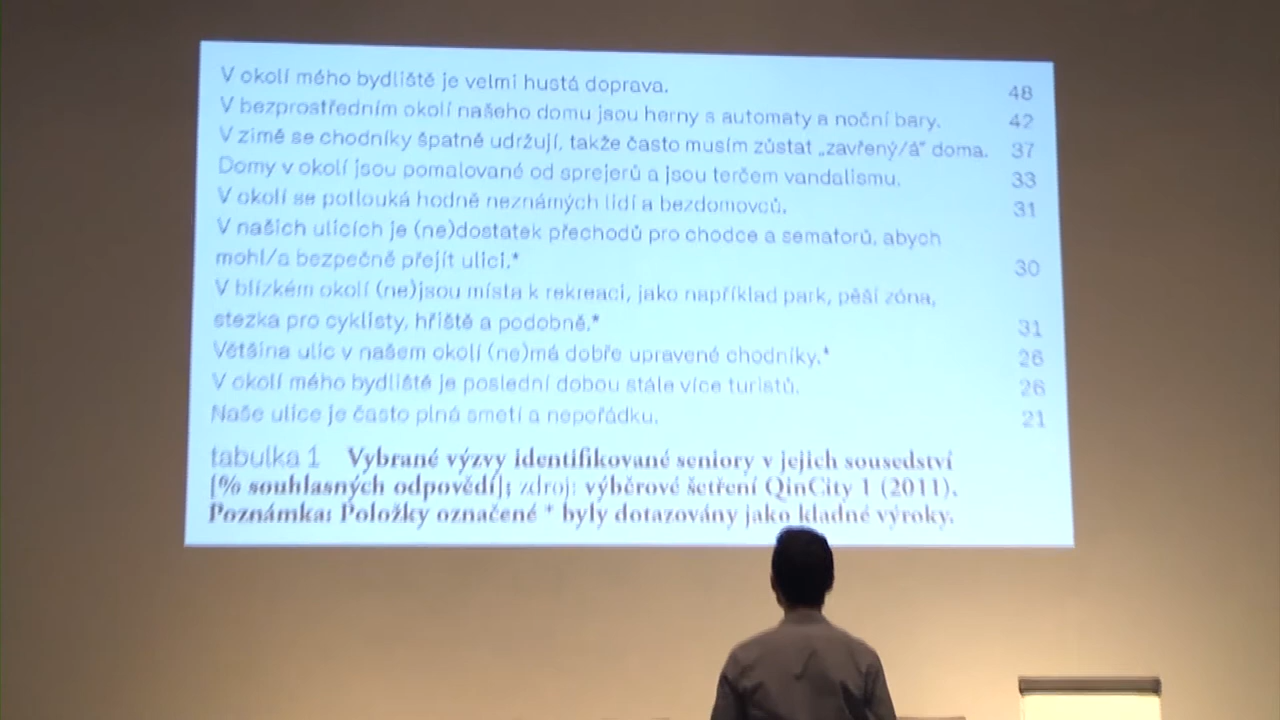 V okolí mého bydliště je velmi hustá doprava. 48
V bezprostředním okolí našeho domu jsou herny s automaty a noční bary. 42
V zimě se chodníky špatně udržují, takže často musím zůstat „zavřený/á“ doma. 37
Domy v okolí jsou pomalované od sprejerů a jsou terčem vandalismu. 33
V okolí se potlouká hodně neznámých lidí a bezdomovců. 31
V našich ulicích je (ne)dostatek přechodů pro chodce a semaforů, abych
mohl/a bezpečně přejít ulici.* 30
V blízkém okolí (ne)jsou místa k rekreaci, jako například park, pěší zóna,
stezka pro cyklisty, hřiště a podobně.* 31
Většina ulic v našem okolí (ne)má dobře upravené chodníky.* 26
V okolí mého bydliště je poslední dobou stále více turistů. 26
Naše ulice je často plná smetí a nepořádku. 21
tabulka 1 Vybrané výzvy identifikované seniory v jejich sousedství
[% souhlasných odpovědí]; zdroj: výběrové šetření QinCity 1 (2011).
Poznámka: Položky označené * byly dotazovány jako kladné výroky.